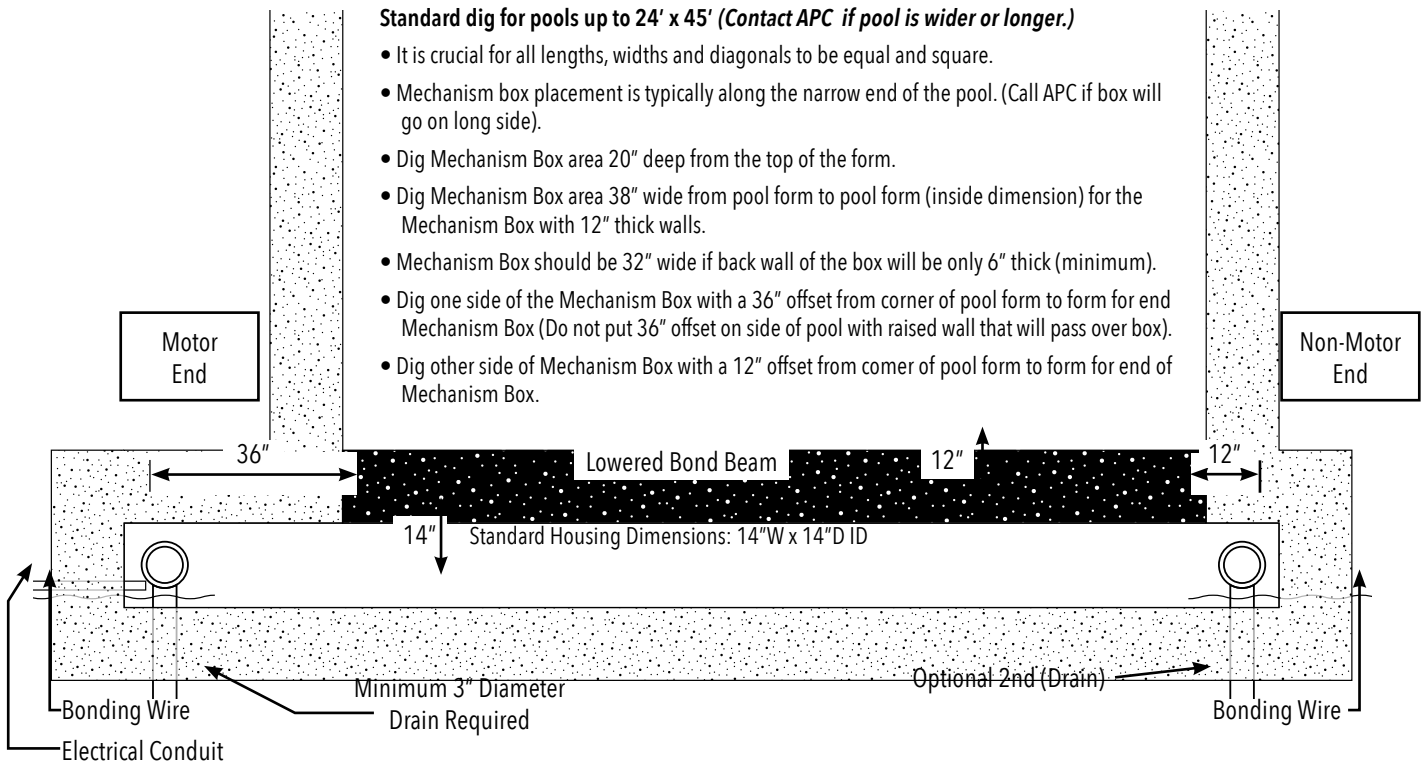 Standard dig for pools up to 24′ x 45′ (Contact APC if pool is wider or longer.)
• It is crucial for all lengths, widths and diagonals to be equal and square.
• Mechanism box placement is typically along the narrow end of the pool. (Call APC if box will
go on long side).
• Dig Mechanism Box area 20″ deep from the top of the form.
• Dig Mechanism Box area 38″ wide from pool form to pool form (inside dimension) for the
Mechanism Box with 12″ thick walls.
• Mechanism Box should be 32″ wide if back wall of the box will be only 6″ thick (minimum).
• Dig one side of the Mechanism Box with a 36″ offset from corner of pool form to form for end
Mechanism Box (Do not put 36″ offset on side of pool with raised wall that will pass over box).
• Dig other side of Mechanism Box with a 12″ offset from comer of pool form to form for end of
Mechanism Box.
Motor
End
Non-Motor
End
36″
Lowered Bond Beam
12″
12″
14″
Standard Housing Dimensions: 14″W x 14″D ID
Minimum 3″ Diameter
Drain Required
Optional 2nd (Drain)
Bonding Wire
Bonding Wire
Electrical Conduit